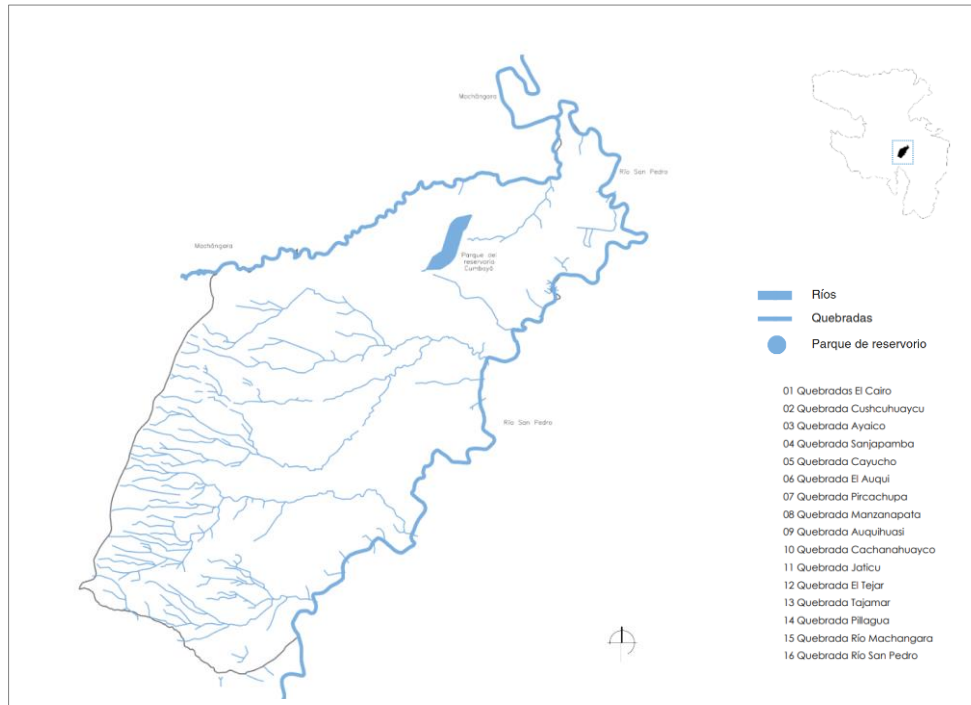 Machángara
Río San Pedro
Machángara
Parque del
reservorio
Cumbayá
Río San Pedro
Ríos
Quebradas
Parque de reservorio
01 Quebradas El Cairo
02 Quebrada Cushcuhuaycu
03 Quebrada Ayaico
04 Quebrada Sanjapamba
05 Quebrada Cayucho
06 Quebrada El Auqui
07 Quebrada Pircachupa
08 Quebrada Manzanapata
09 Quebrada Auquihuasi
10 Quebrada Cachanahuayco
11 Quebrada Jaticu
12 Quebrada El Tejar
13 Quebrada Tajamar
14 Quebrada Pillagua
15 Quebrada Río Machangara
16 Quebrada Río San Pedro